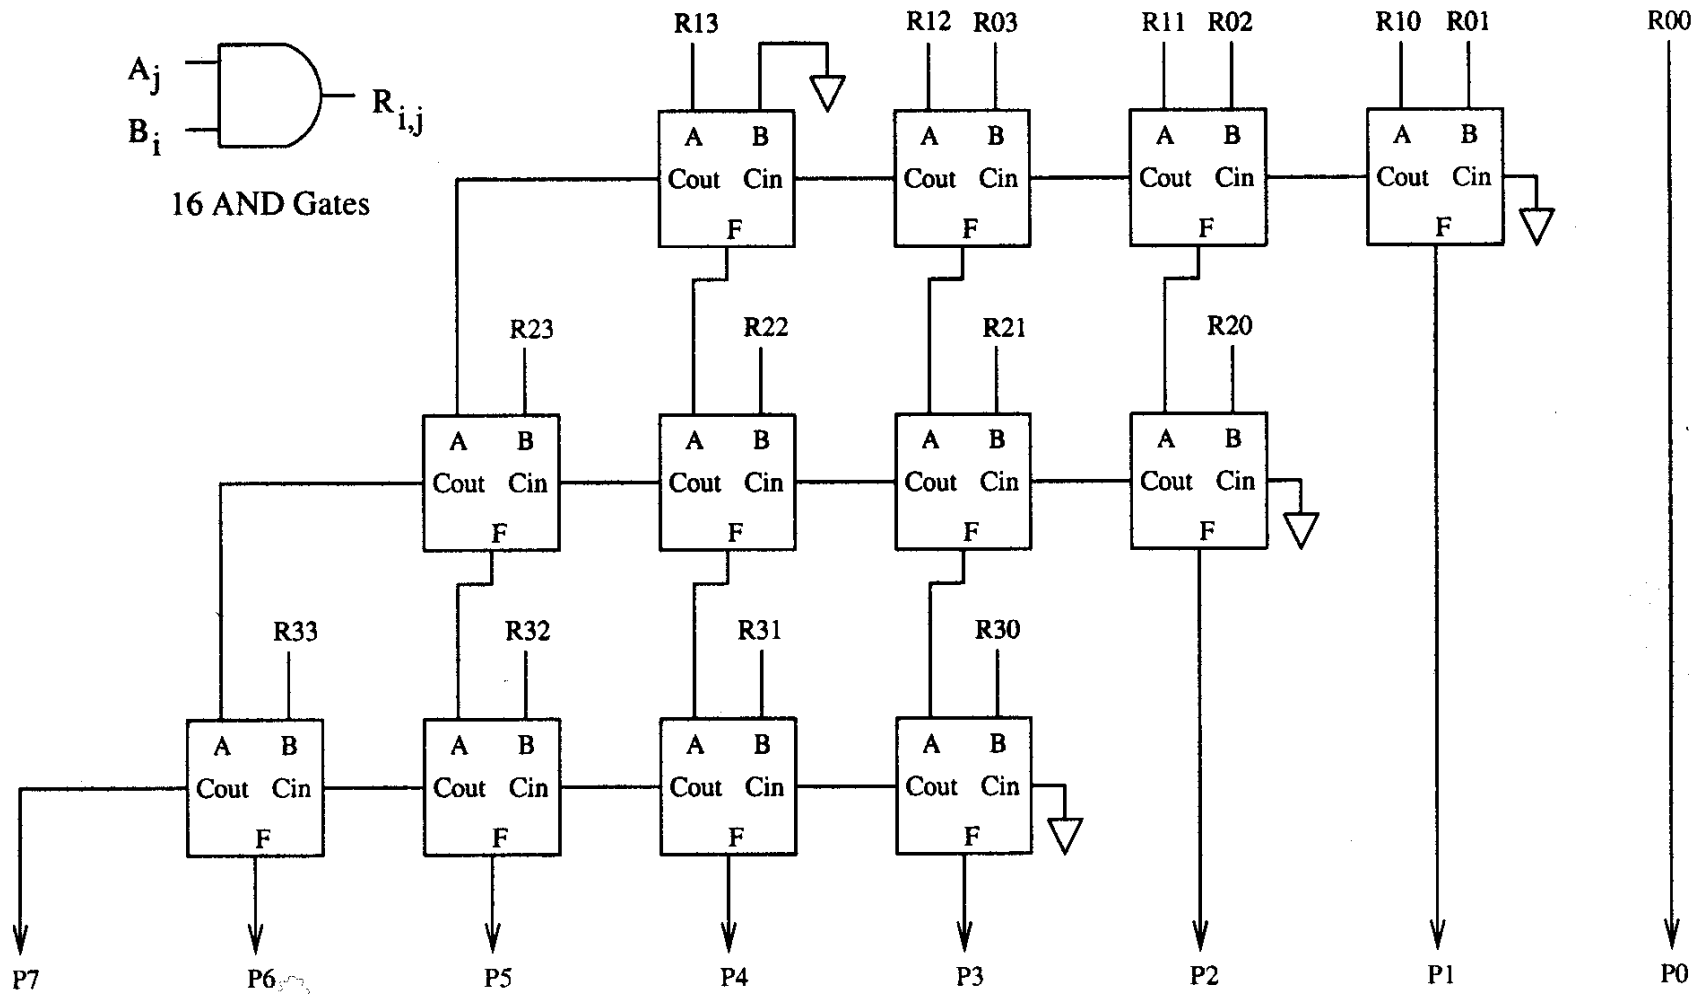 R13 R12 R03 R11 R02 R10 R01 R00
Aj
Bi
Ri,j
16 AND Gates
A B A B A B A B
Cout Cin Cout Cin Cout Cin Cout Cin
F F F F
R23 R22 R21 R20
A B A B A B A B
Cout Cin Cout Cin Cout Cin Cout Cin
F F F F
R33 R32 R31 R30
A B A B A B A B
Cout Cin Cout Cin Cout Cin Cout Cin
F F F F
P7 P6 P5 P4 P3 P2 P1 P0